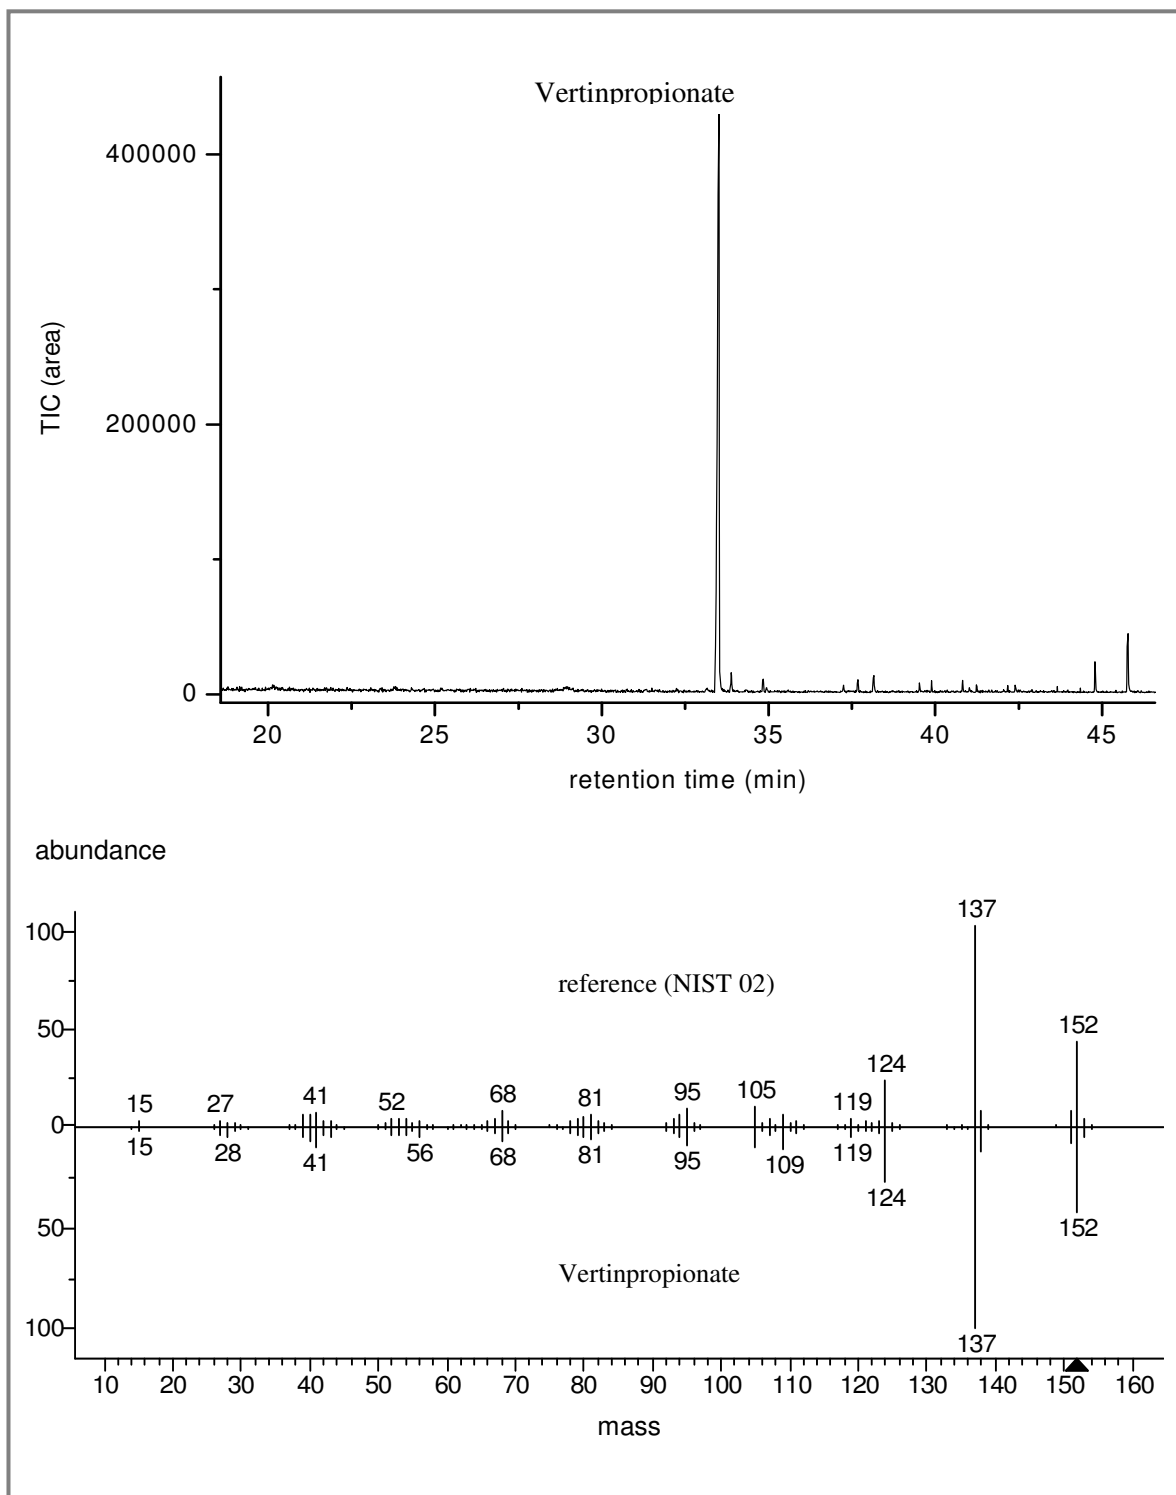 Vertinpropionate
400000
200000
0
TIC (area)
20 25 30 35 40 45
retention time (min)
abundance
137
100
reference (NIST 02)
152
50
124
15 27 41 52 68 81 95 105 119
0
15 28 41 56 68 81 95 109 119
124
50
152
Vertinpropionate
100
137
10 20 30 40 50 60 70 80 90 100 110 120 130 140 150 160
mass